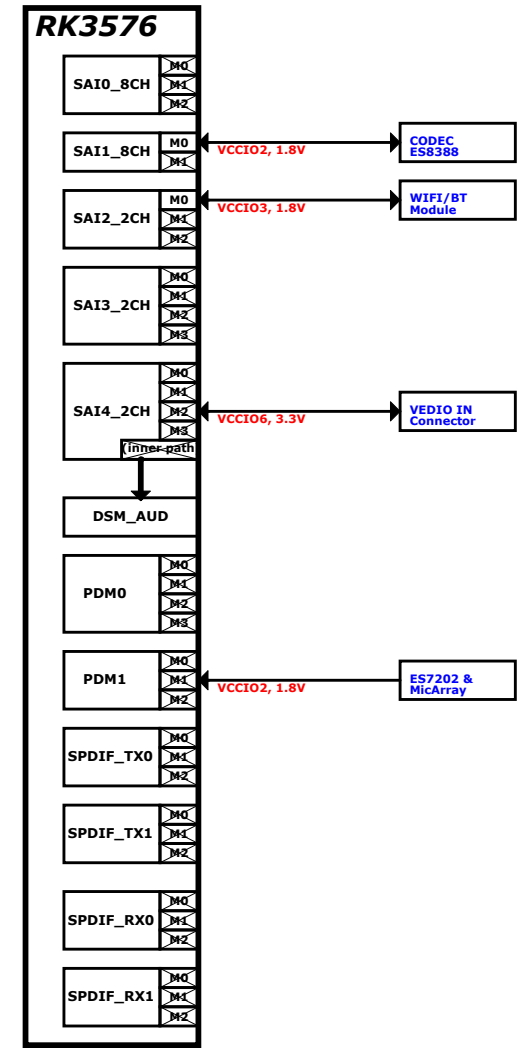 RK3576
SAI0_8CH
M0
M1
M2
SAI1_8CH
M0
M1
VCCIO2, 1.8V
CODEC
ES8388
SAI2_2CH
M0
M1
M2
VCCIO3, 1.8V
WIFI/BT
Module
SAI3_2CH
M0
M1
M2
M3
SAI4_2CH
M0
M1
M2
M3
(inner path
VCCIO6, 3.3V
VEDIO IN
Connector
DSM_AUD
PDM0
M0
M1
M2
M3
PDM1
M0
M1
M2
VCCIO2, 1.8V
ES7202 &
MicArray
SPDIF_TX0
M0
M1
M2
SPDIF_TX1
M0
M1
M2
SPDIF_RX0
M0
M1
M2
SPDIF_RX1
M0
M1
M2